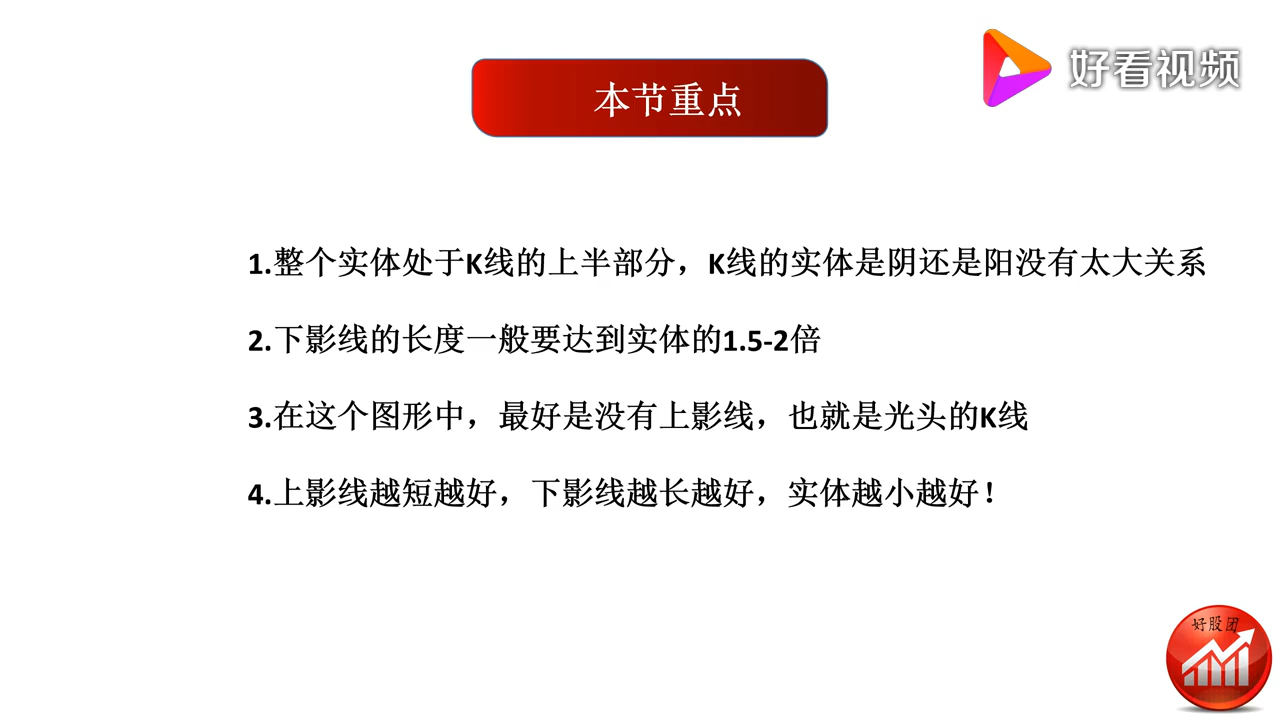 好看视频
本节重点
1.整个实体处于K线的上半部分，K线的实体是阴还是阳没有太大关系
2.下影线的长度一般要达到实体的1.5-2倍
3.在这个图形中，最好是没有上影线，也就是光头的K线
4.上影线越短越好，下影线越长越好，实体越小越好！
好股团